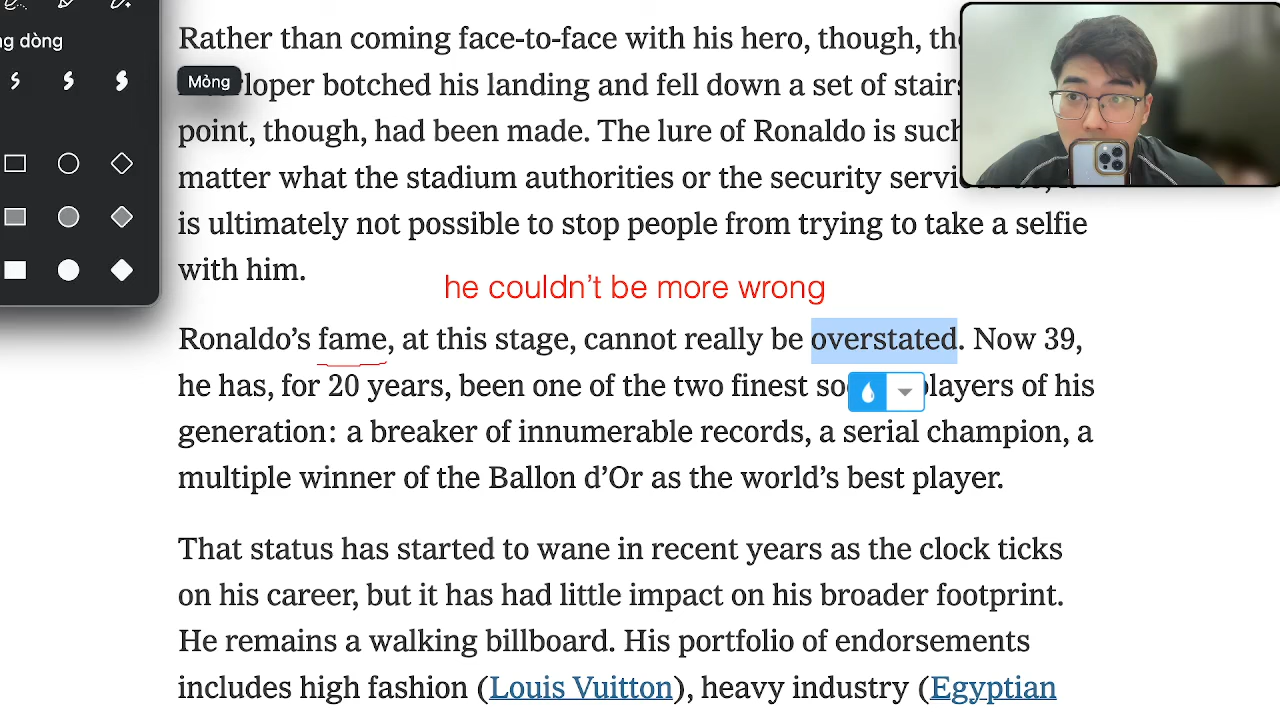 Rather than coming face-to-face with his hero, though,
ng dòng
Mỏng
botched his landing and fell down a set of
point, though, had been made. The lure of Ronaldo is
matter what the stadium authorities or the security
is ultimately not possible to stop people from trying to take a selfie
with him.
he couldn't be more wrong
Ronaldo’s fame, at this stage, cannot really be overstated. Now 39,
he has, for 20 years, been one of the two finest players of his
generation: a breaker of innumerable records, a serial champion, a
multiple winner of the Ballon d’Or as the world’s best player.
That status has started to wane in recent years as the clock ticks
on his career, but it has had little impact on his broader footprint.
He remains a walking billboard. His portfolio of endorsements
includes high fashion (Louis Vuitton), heavy industry (Egyptian